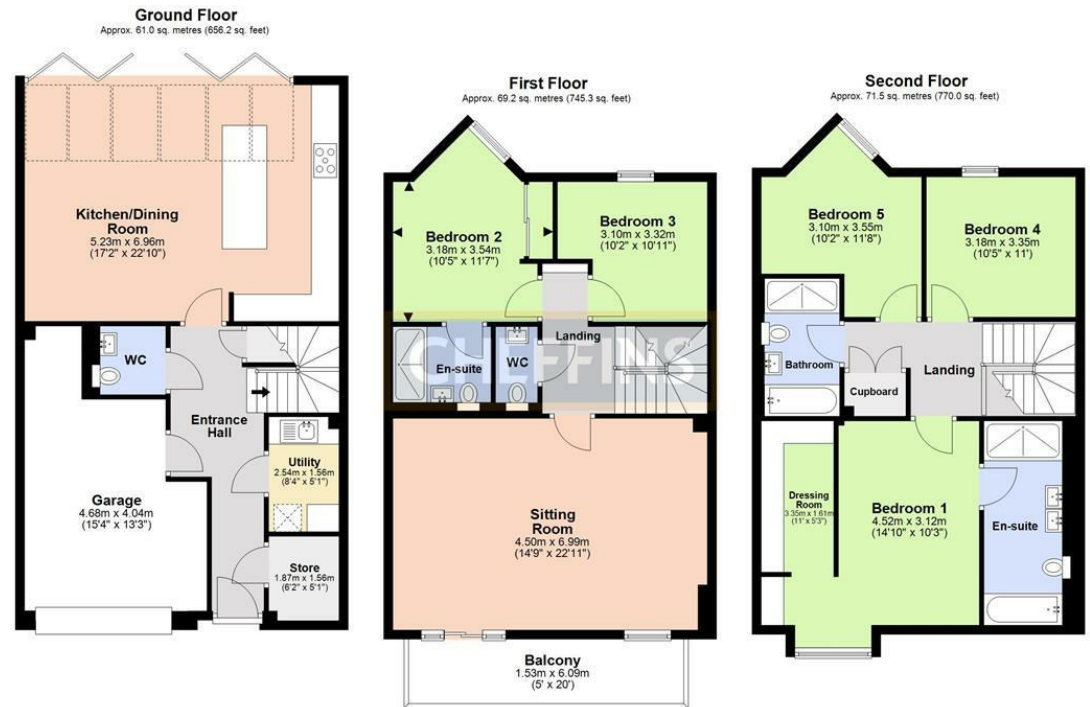 Ground Floor
Approx. 61.0 sq. metres (656.2 sq. feet)
Kitchen/Dining
Room
5.23m x 6.96m
(17'2" x 22'10")
WC
Entrance
Hall
Utility
2.54m x 1.56m
(8'4" x 5'1")
Garage
4.68m x 4.04m
(15'4" x 13'3")
Store
1.87m x 1.56m
(6'2" x 5'1")
First Floor
Approx. 69.2 sq. metres (745.3 sq. feet)
Bedroom 2
3.18m x 3.54m
(10'5" x 11'7")
Bedroom 3
3.10m x 3.32m
(10'2" x 10'11")
Landing
CHEFFINS
En-suite
WC
Sitting
Room
4.50m x 6.99m
(14'9" x 22'11")
Balcony
1.53m x 6.09m
(5' x 20')
Second Floor
Approx. 71.5 sq. metres (770.0 sq. feet)
Bedroom 5
3.10m x 3.55m
(10'2" x 11'8")
Bedroom 4
3.18m x 3.35m
(10'5" x 11')
Bathroom
Cupboard
Landing
Dressing
Room
3.35m x 1.61m
(11' x 5'3")
Bedroom 1
4.52m x 3.12m
(14'10" x 10'3")
En-suite